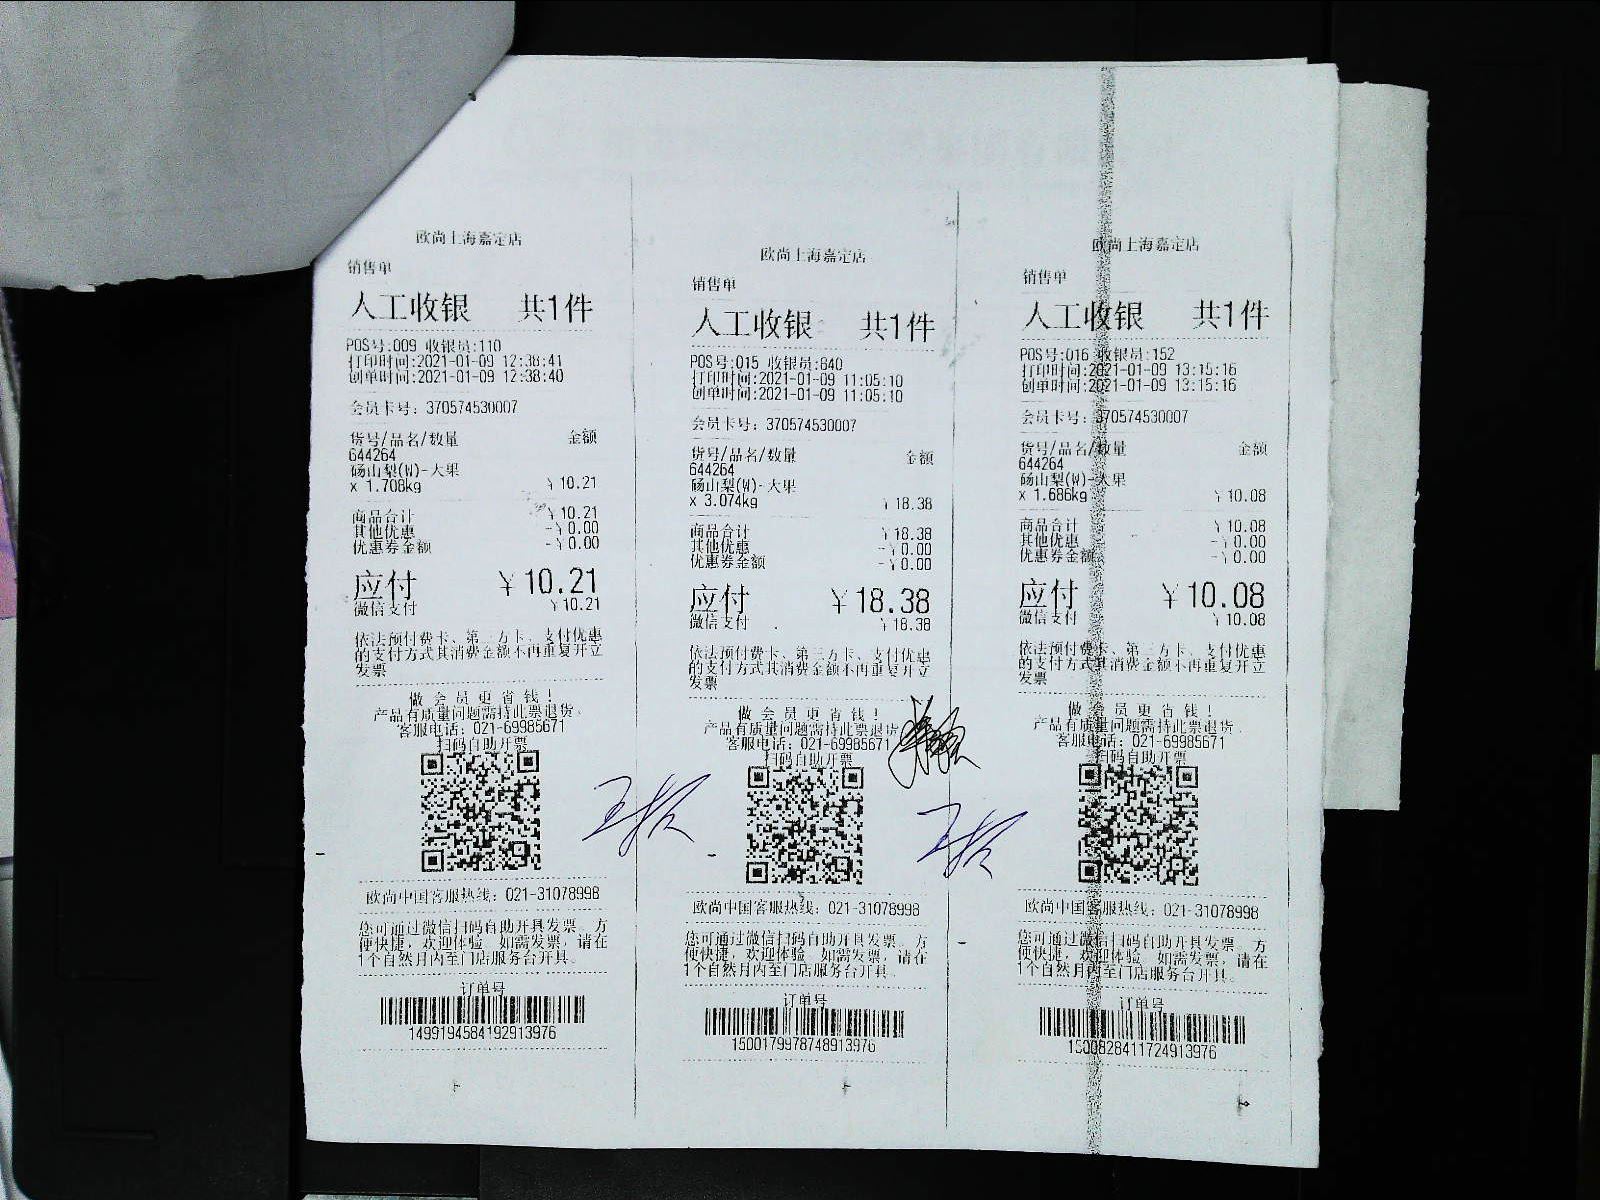 欧尚上海嘉定店
销售单
人工收银 共1件
POS号:009 收银员:110
打印时间:2021-01-09 12:38:41
创单时间:2021-01-09 12:38:40
会员卡号: 370574530007
货号/品名/数量 金额
644264
砀山梨(W)-大果
x 1.708kg ¥10.21
商品合计 ¥10.21
其他优惠 -¥0.00
优惠券金额 -¥0.00
应付 ¥10.21
微信支付 ¥10.21
依法预付费卡、第三方卡、支付优惠
的支付方式其消费金额不再重复开立
发票
做会员更省钱!
产品有质量问题需持此票退货.
客服电话: 021-69985671
扫码自助开票
欧尚中国客服热线: 021-31078998
您可通过微信扫码自助开具发票。方
便快捷，欢迎体验。如需发票，请在
1个自然月内至门店服务台开具。
订单号
1499194584192913976
欧尚上海嘉定店
销售单
人工收银 共1件
POS号:015 收银员:640
打印时间:2021-01-09 11:05:10
创单时间:2021-01-09 11:05:10
会员卡号: 370574530007
货号/品名/数量 金额
644264
砀山梨(W)-大果
x 3.074kg ¥18.38
商品合计 ¥18.38
其他优惠 -¥0.00
优惠券金额 -¥0.00
应付 ¥18.38
微信支付 ¥18.38
依法预付费卡、第三方卡、支付优惠
的支付方式其消费金额不再重复开立
发票
做会员更省钱!
产品有质量问题需持此票退货
客服电话: 021-69985671
扫码自助开票
欧尚中国客服热线: 021-31078998
您可通过微信扫码自助开具发票。方
便快捷，欢迎体验。如需发票，请在
1个自然月内至门店服务台开具.
订单号
1500179978748913976
欧尚上海嘉定店
销售单
人工收银 共1件
POS号:016 收银员:152
打印时间:2021-01-09 13:15:16
创单时间:2021-01-09 13:15:16
会员卡号: 370574530007
货号/品名/数量 金额
644264
砀山梨(W)-大果
x 1.686kg ¥10.08
商品合计 ¥10.08
其他优惠 -¥0.00
优惠券金额 -¥0.00
应付 ¥10.08
微信支付 ¥10.08
依法预付费卡、第三方卡、支付优惠
的支付方式其消费金额不再重复开立
发票
做会员更省钱!
产品有质量问题需持此票退货.
客服电话: 021-69985671
扫码自助开票
欧尚中国客服热线: 021-31078998
您可通过微信扫码自助开具发票。方
便快捷，欢迎体验。如需发票，请在
1个自然月内至门店服务台开具。
订单号
1500828411724913976